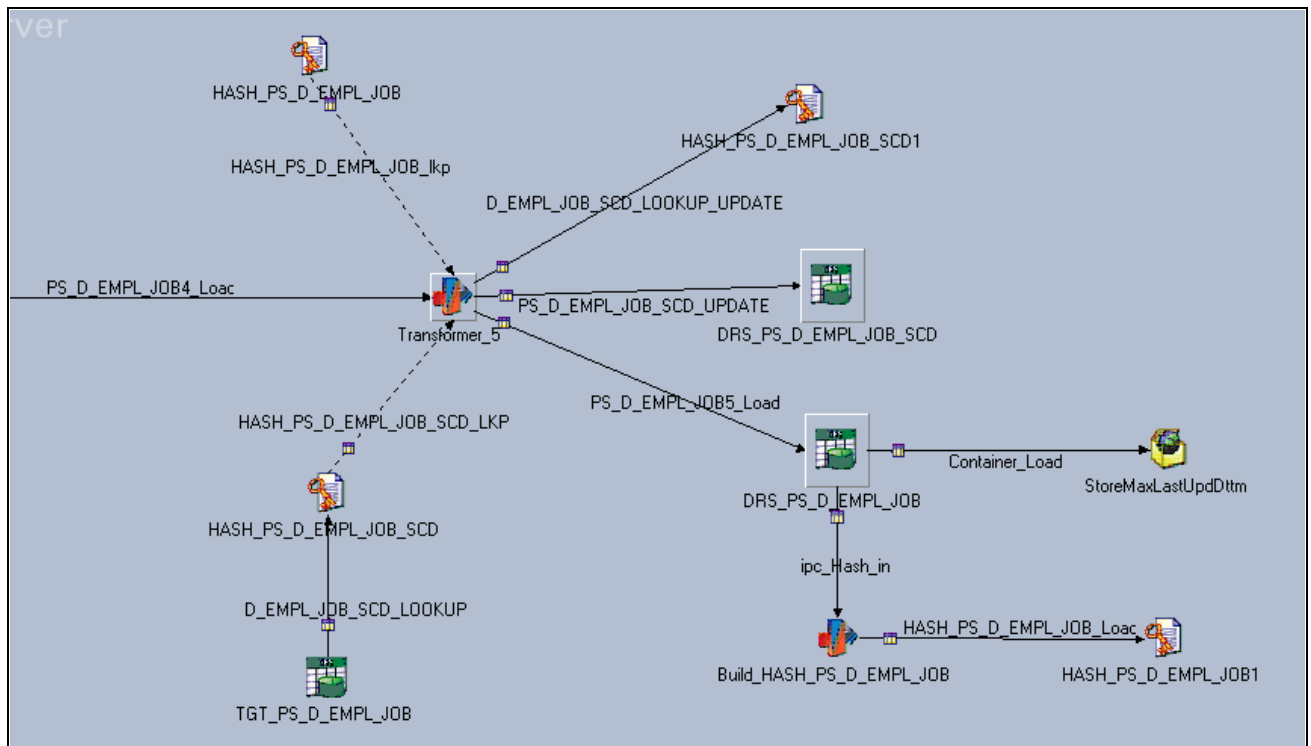 rver
HASH_PS_D_EMPL_JOB
HASH_PS_D_EMPL_JOB_lkp
HASH_PS_D_EMPL_JOB_SCD1
D_EMPL_JOB_SCD_LOOKUP_UPDATE
PS_D_EMPL_JOB4_Loac
Transformer_5
PS_D_EMPL_JOB_SCD_UPDATE
DRS_PS_D_EMPL_JOB_SCD
PS_D_EMPL_JOB5_Load
HASH_PS_D_EMPL_JOB_SCD_LKP
Container_Load
StoreMaxLastUpdDttm
DRS_PS_D_EMPL_JOB
HASH_PS_D_EMPL_JOB_SCD
ipc_Hash_in
D_EMPL_JOB_SCD_LOOKUP
HASH_PS_D_EMPL_JOB_Loac
Build_HASH_PS_D_EMPL_JOB
HASH_PS_D_EMPL_JOB1
TGT_PS_D_EMPL_JOB